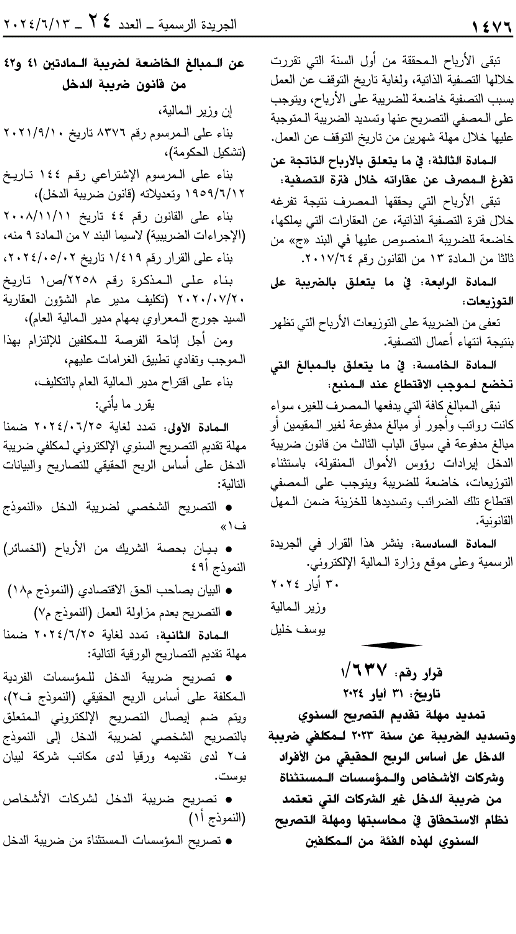 ١٤٧٦
الجريدة الرسمية ــ العدد ٢٤ ــ ٢٠٢٤/٦/١٣
تبقى الأرباح المحققة من أول السنة التي تقررت
خلالها التصفية الذاتية، ولغاية تاريخ التوقف عن العمل
بسبب التصفية خاضعة للضريبة على الأرباح، ويتوجب
على المصفي التصريح عنها وتسديد الضريبة المتوجبة
عليها خلال مهلة شهرين من تاريخ التوقف عن العمل.
المادة الثالثة: في ما يتعلق بالأرباح الناتجة عن
تفرغ المصرف عن عقاراته خلال فترة التصفية:
تبقى الأرباح التي يحققها المصرف نتيجة تفرغه
خلال فترة التصفية الذاتية، عن العقارات التي يملكها،
خاضعة للضريبة المنصوص عليها في البند «ج» من
ثالثا من المادة ١٣ من القانون رقم ٢٠١٧/٦٤.
المادة الرابعة: في ما يتعلق بالضريبة على
التوزيعات:
تعفى من الضريبة على التوزيعات الأرباح التي تظهر
بنتيجة انتهاء أعمال التصفية.
المادة الخامسة: في ما يتعلق بالمبالغ التي
تخضع لموجب الاقتطاع عند المنبع:
تبقى المبالغ كافة التي يدفعها المصرف للغير، سواء
كانت رواتب وأجور أو مبالغ مدفوعة لغير المقيمين أو
مبالغ مدفوعة في سياق الباب الثالث من قانون ضريبة
الدخل إيرادات رؤوس الأموال المنقولة، باستثناء
التوزيعات، خاضعة للضريبة ويتوجب على المصفي
اقتطاع تلك الضرائب وتسديدها للخزينة ضمن المهل
القانونية.
المادة السادسة: ينشر هذا القرار في الجريدة
الرسمية وعلى موقع وزارة المالية الإلكتروني.
٣٠ أيار ٢٠٢٤
وزير المالية
يوسف خليل
قرار رقم: ١/٦٣٧
تاريخ: ٣١ أيار ٢٠٢٤
تمديد مهلة تقديم التصريح السنوي
وتسديد الضريبة عن سنة ٢٠٢٣ لمكلفي ضريبة
الدخل على أساس الربح الحقيقي من الأفراد
وشركات الأشخاص والمؤسسات المستثناة
من ضريبة الدخل غير الشركات التي تعتمد
نظام الاستحقاق في محاسبتها ومهلة التصريح
السنوي لهذه الفئة من المكلفين
عن المبالغ الخاضعة لضريبة المادتين ٤١ و٤٢
من قانون ضريبة الدخل
إن وزير المالية،
بناء على المرسوم رقم ٨٣٧٦ تاريخ ٢٠٢١/٩/١٠
(تشكيل الحكومة)،
بناء على المرسوم الإشتراعي رقم ١٤٤ تاريخ
١٩٥٩/٦/١٢ وتعديلاته (قانون ضريبة الدخل)،
بناء على القانون رقم ٤٤ تاريخ ٢٠٠٨/١١/١١
(الإجراءات الضريبية) لاسيما البند ٧ من المادة ٩ منه،
بناء على القرار رقم ١/٤١٩ تاريخ ٢٠٢٤/٠٥/٠٢،
بناء على المذكرة رقم ٢٢٥٨/ص١ تاريخ
٢٠٢٠/٠٧/٢٠ (تكليف مدير عام الشؤون العقارية
السيد جورج المعراوي بمهام مدير المالية العام)،
ومن أجل إتاحة الفرصة للمكلفين للإلتزام بهذا
الموجب وتفادي تطبيق الغرامات عليهم،
بناء على اقتراح مدير المالية العام بالتكليف،
يقرر ما يأتي:
المادة الأولى: تمدد لغاية ٢٠٢٤/٠٦/٢٥ ضمنا
مهلة تقديم التصريح السنوي الإلكتروني لمكلفي ضريبة
الدخل على أساس الربح الحقيقي للتصاريح والبيانات
التالية:
● التصريح الشخصي لضريبة الدخل «النموذج
ف١»
● بيان بحصة الشريك من الأرباح (الخسائر)
النموذج أ٤٩
● البيان بصاحب الحق الاقتصادي (النموذج م١٨)
● التصريح بعدم مزاولة العمل (النموذج م٧)
المادة الثانية: تمدد لغاية ٢٠٢٤/٦/٢٥ ضمنا
مهلة تقديم التصاريح الورقية التالية:
● تصريح ضريبة الدخل للمؤسسات الفردية
المكلفة على أساس الربح الحقيقي (النموذج ف٢)،
ويتم ضم إيصال التصريح الإلكتروني المتعلق
بالتصريح الشخصي لضريبة الدخل إلى النموذج
ف٢ لدى تقديمه ورقيا لدى مكاتب شركة ليبان
بوست.
● تصريح ضريبة الدخل لشركات الأشخاص
(النموذج أ١)
● تصريح المؤسسات المستثناة من ضريبة الدخل